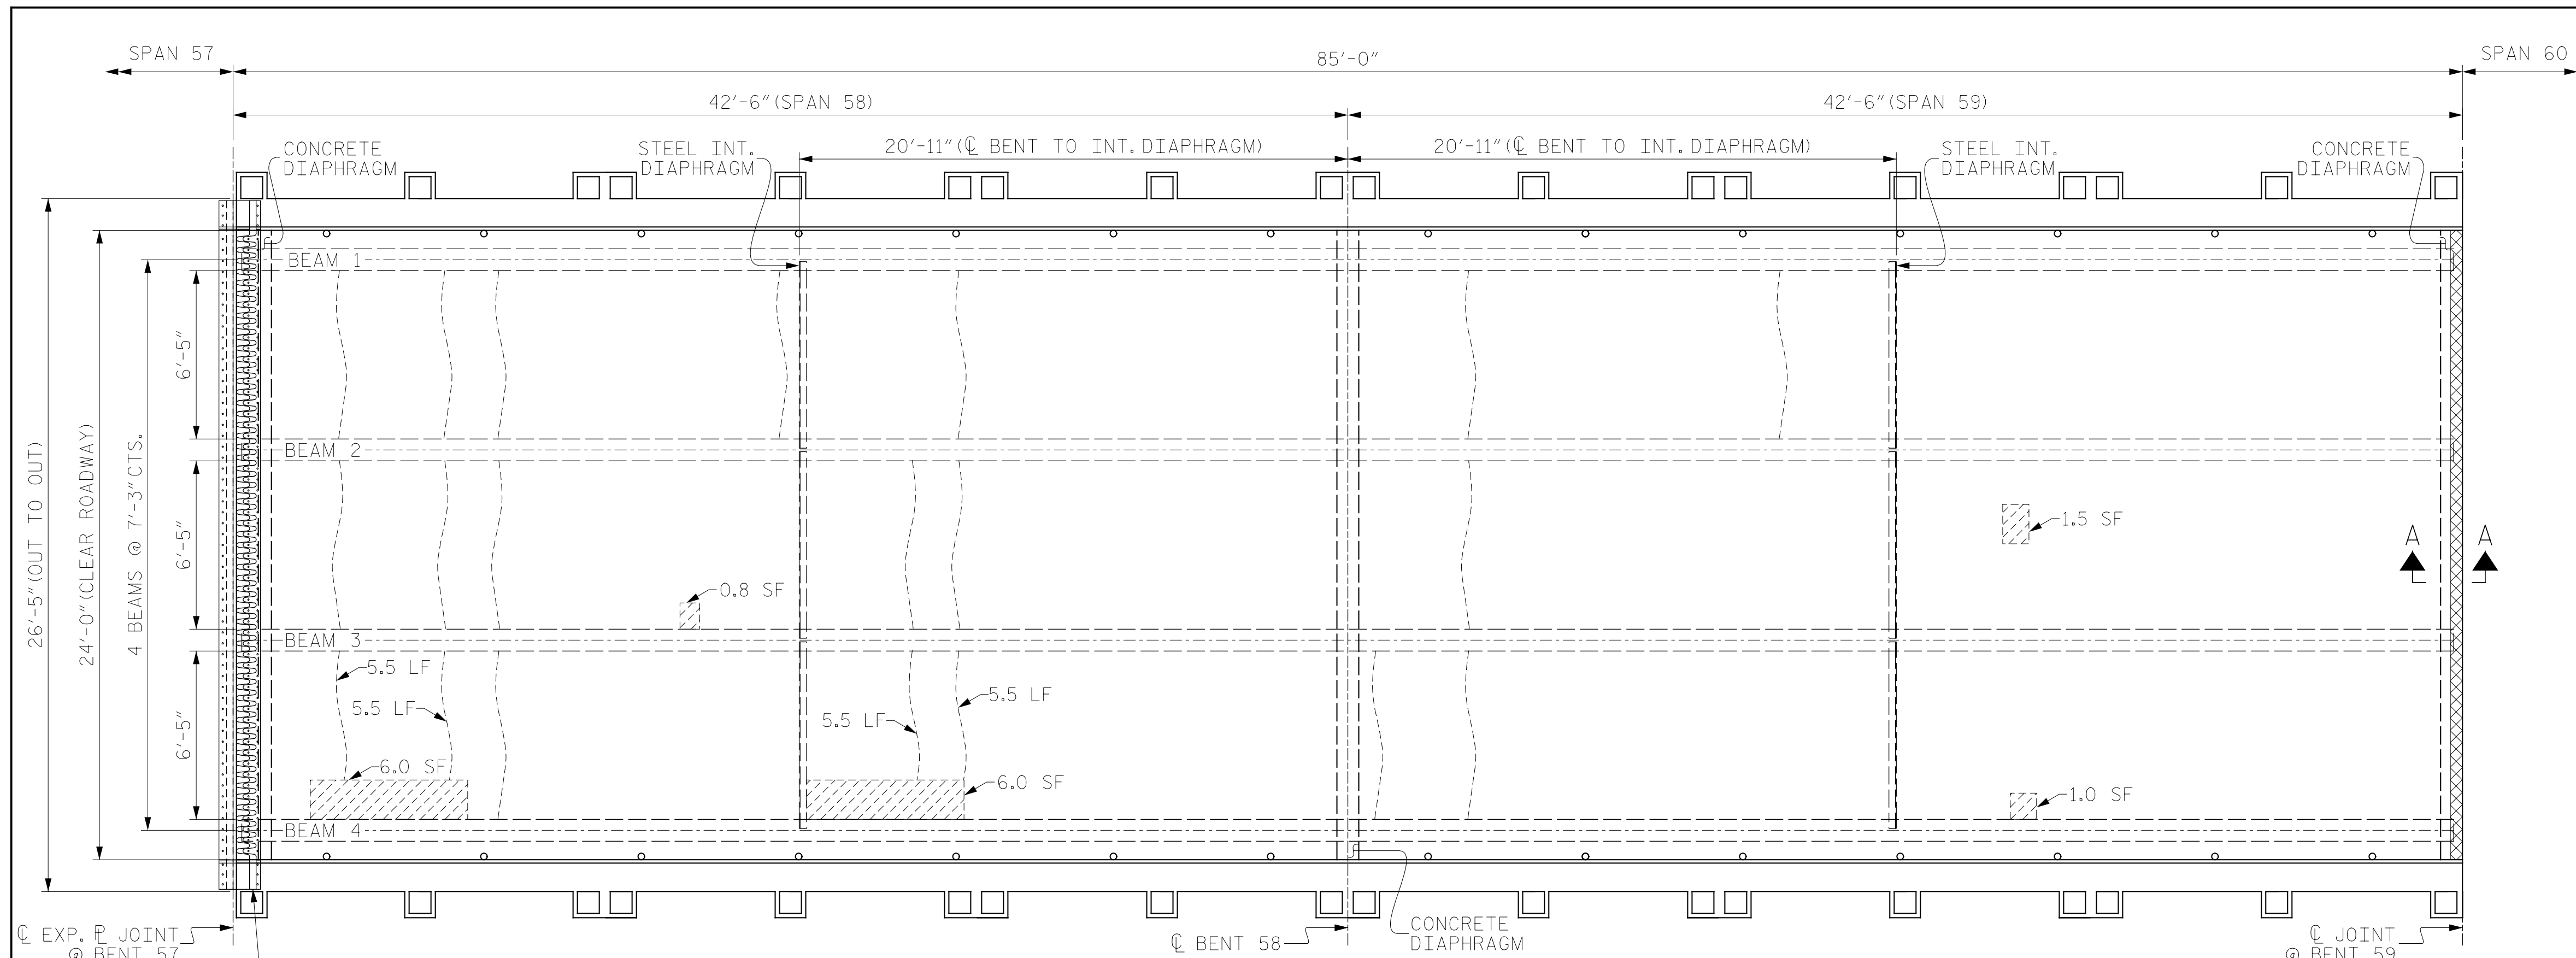 SPAN 57
85'-0"
SPAN 60
42'-6"(SPAN 58)
42'-6"(SPAN 59)
CONCRETE
DIAPHRAGM
STEEL INT.
DIAPHRAGM
20'-11"(℄ BENT TO INT. DIAPHRAGM)
20'-11"(℄ BENT TO INT. DIAPHRAGM)
STEEL INT.
DIAPHRAGM
CONCRETE
DIAPHRAGM
26'-5"(OUT TO OUT)
24'-0"(CLEAR ROADWAY)
4 BEAMS @ 7'-3" CTS.
6'-5"
6'-5"
6'-5"
BEAM 1
BEAM 2
BEAM 3
BEAM 4
0.8 SF
1.5 SF
A
A
5.5 LF
5.5 LF
5.5 LF
5.5 LF
6.0 SF
6.0 SF
1.0 SF
℄ EXP. ⅊ JOINT
@ BENT 57
℄ BENT 58
CONCRETE
DIAPHRAGM
℄ JOINT
@ BENT 59